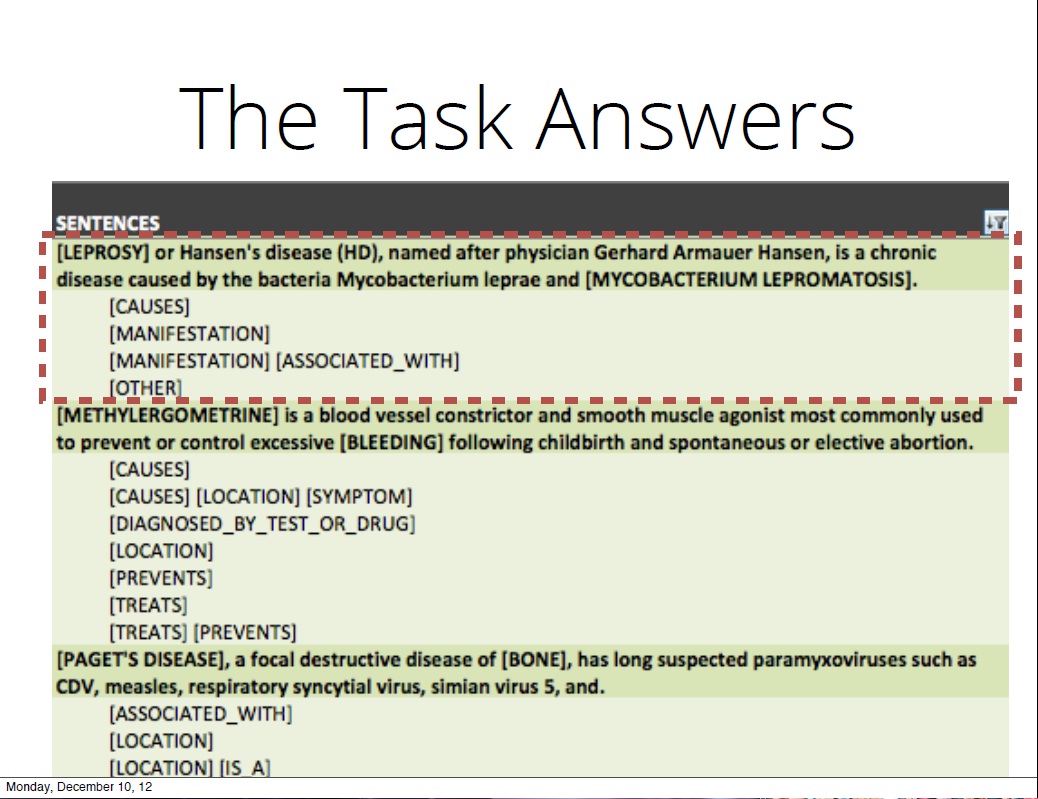 The Task Answers
SENTENCES
[LEPROSY] or Hansen's disease (HD), named after physician Gerhard Armauer Hansen, is a chronic
disease caused by the bacteria Mycobacterium leprae and [MYCOBACTERIUM LEPROMATOSIS].
[CAUSES]
[MANIFESTATION]
[MANIFESTATION] [ASSOCIATED_WITH]
[OTHER]
[METHYLERGOMETRINE] is a blood vessel constrictor and smooth muscle agonist most commonly used
to prevent or control excessive [BLEEDING] following childbirth and spontaneous or elective abortion.
[CAUSES]
[CAUSES] [LOCATION] [SYMPTOM]
[DIAGNOSED_BY_TEST_OR_DRUG]
[LOCATION]
[PREVENTS]
[TREATS]
[TREATS] [PREVENTS]
[PAGET'S DISEASE], a focal destructive disease of [BONE], has long suspected paramyxoviruses such as
CDV, measles, respiratory syncytial virus, simian virus 5, and.
[ASSOCIATED_WITH]
[LOCATION]
[LOCATION] [IS_A]
Monday, December 10, 12